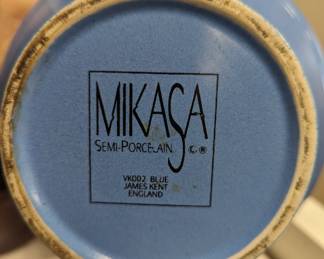 MIKASA
SEMI-PORCELAIN ©®
VK002 BLUE
JAMES KENT
ENGLAND